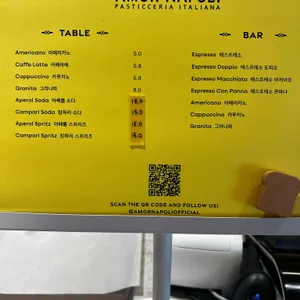 AMOR NAPOLI
PASTICCERIA ITALIANA
TABLE
Americano 아메리카노 5.0
Caffe Latte 카페라떼 5.8
Cappuccino 카푸치노 5.8
Granita 그라니따 8.0
Aperol Soda 아페롤 소다
Campari Soda 캄파리 소다
Aperol Spritz 아페롤 스프리츠
Campari Spritz 캄파리 스프리츠
BAR
Espresso 에스프레소
Espresso Doppio 에스프레소 도피오
Espresso Macchiato 에스프레소 마끼아또
Espresso Con Panna 에스프레소 콘파나
Americano 아메리카노
Cappuccino 카푸치노
Granita 그라니따
SCAN THE QR CODE AND FOLLOW US!
@AMORNAPOLIOFFICIAL